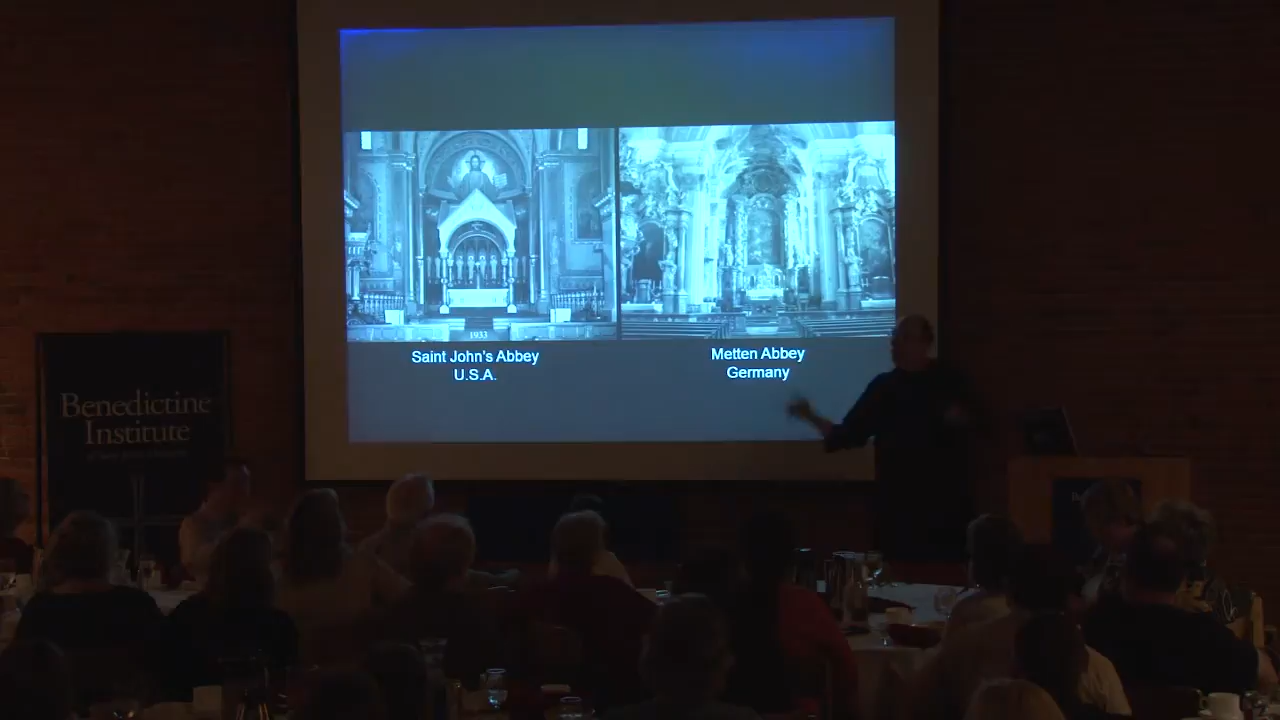 1933
Saint John's Abbey
U.S.A.
Metten Abbey
Germany
Benedictine
Institute